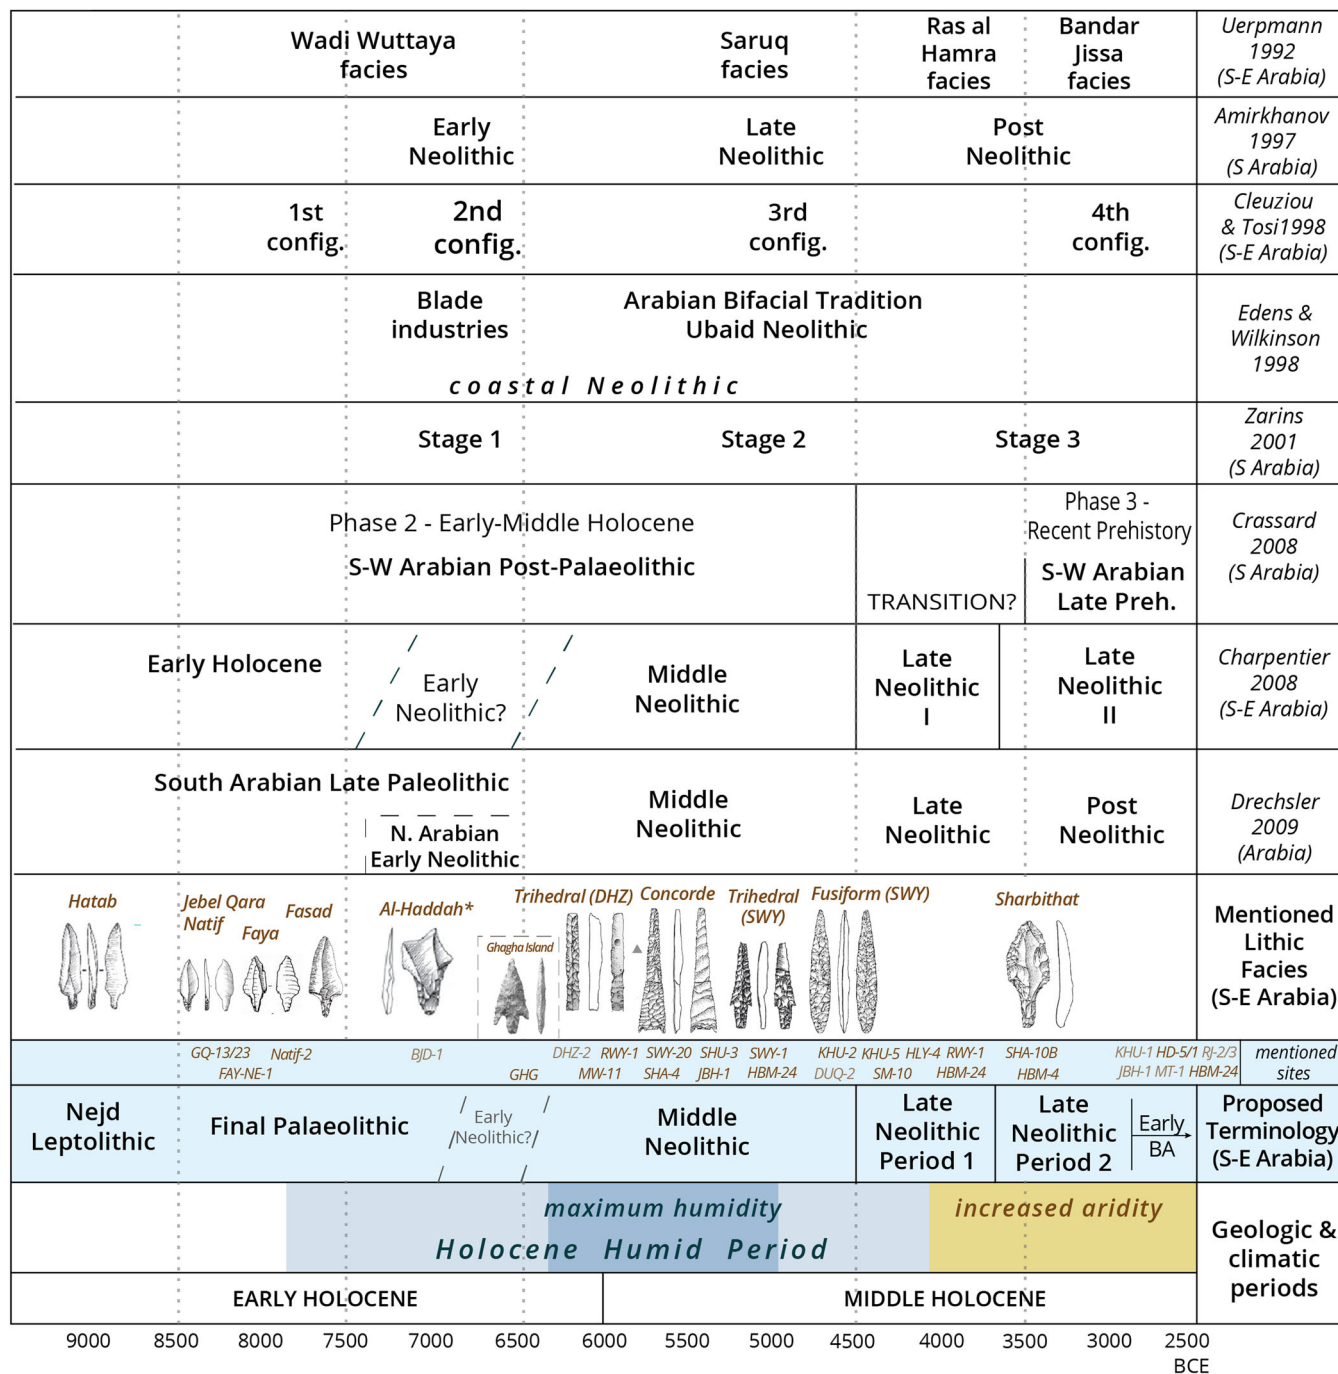 Wadi Wuttaya
facies
Saruq
facies
Ras al
Hamra
facies
Bandar
Jissa
facies
Uerpmann
1992
(S-E Arabia)
Early
Neolithic
Late
Neolithic
Post
Neolithic
Amirkhanov
1997
(S Arabia)
1st
config.
2nd
config.
3rd
config.
4th
config.
Cleuziou
& Tosi1998
(S-E Arabia)
Blade
industries
Arabian Bifacial Tradition
Ubaid Neolithic
coastal Neolithic
Edens &
Wilkinson
1998
Stage 1
Stage 2
Stage 3
Zarins
2001
(S Arabia)
Phase 2 - Early-Middle Holocene
S-W Arabian Post-Palaeolithic
TRANSITION?
Phase 3 -
Recent Prehistory
S-W Arabian
Late Preh.
Crassard
2008
(S Arabia)
Early Holocene
Early
Neolithic?
Middle
Neolithic
Late
Neolithic
I
Late
Neolithic
II
Charpentier
2008
(S-E Arabia)
South Arabian Late Paleolithic
N. Arabian
Early Neolithic
Middle
Neolithic
Late
Neolithic
Post
Neolithic
Drechsler
2009
(Arabia)
Hatab
Jebel Qara
Natif
Faya
Fasad
Al-Haddah*
Ghagha Island
Trihedral (DHZ)
Concorde
Trihedral
(SWY)
Fusiform (SWY)
Sharbithat
Mentioned
Lithic
Facies
(S-E Arabia)
GQ-13/23 Natif-2 BJD-1 DHZ-2 RWY-1 SWY-20 SHU-3 SWY-1 KHU-2 KHU-5 HLY-4 RWY-1 SHA-10B KHU-1 HD-5/1 RJ-2/3
FAY-NE-1 GHG MW-11 SHA-4 JBH-1 HBM-24 DUQ-2 SM-10 HBM-24 HBM-4 JBH-1 MT-1 HBM-24
mentioned
sites
Nejd
Leptolithic
Final Palaeolithic
Early
Neolithic?
Middle
Neolithic
Late
Neolithic
Period 1
Late
Neolithic
Period 2
Early
BA
Proposed
Terminology
(S-E Arabia)
maximum humidity
Holocene Humid Period
increased aridity
Geologic &
climatic
periods
EARLY HOLOCENE
MIDDLE HOLOCENE
9000 8500 8000 7500 7000 6500 6000 5500 5000 4500 4000 3500 3000 2500
BCE